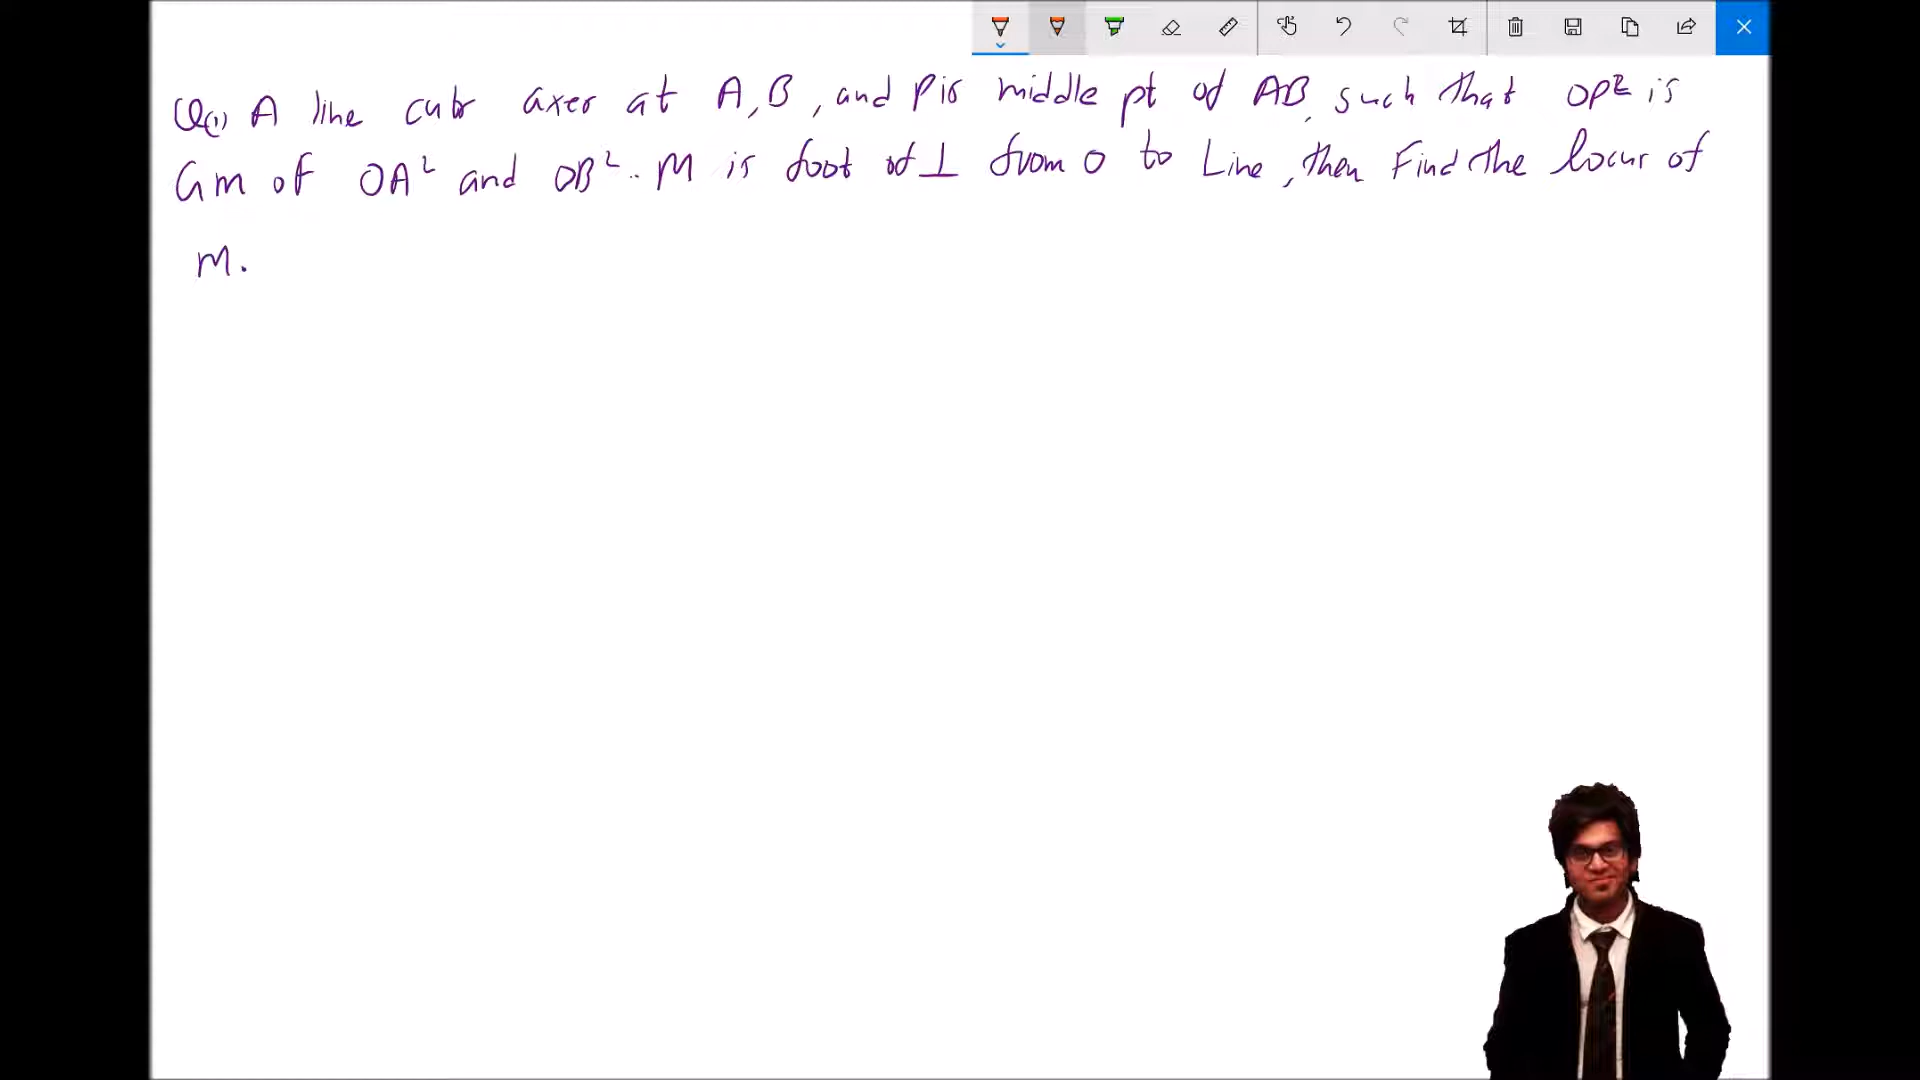 Q(1) A line cuts axes at A, B, and P is middle pt of AB, such that OP² is
GM of OA² and OB². M is foot of ⊥ from O to Line, then Find the locus of
M.